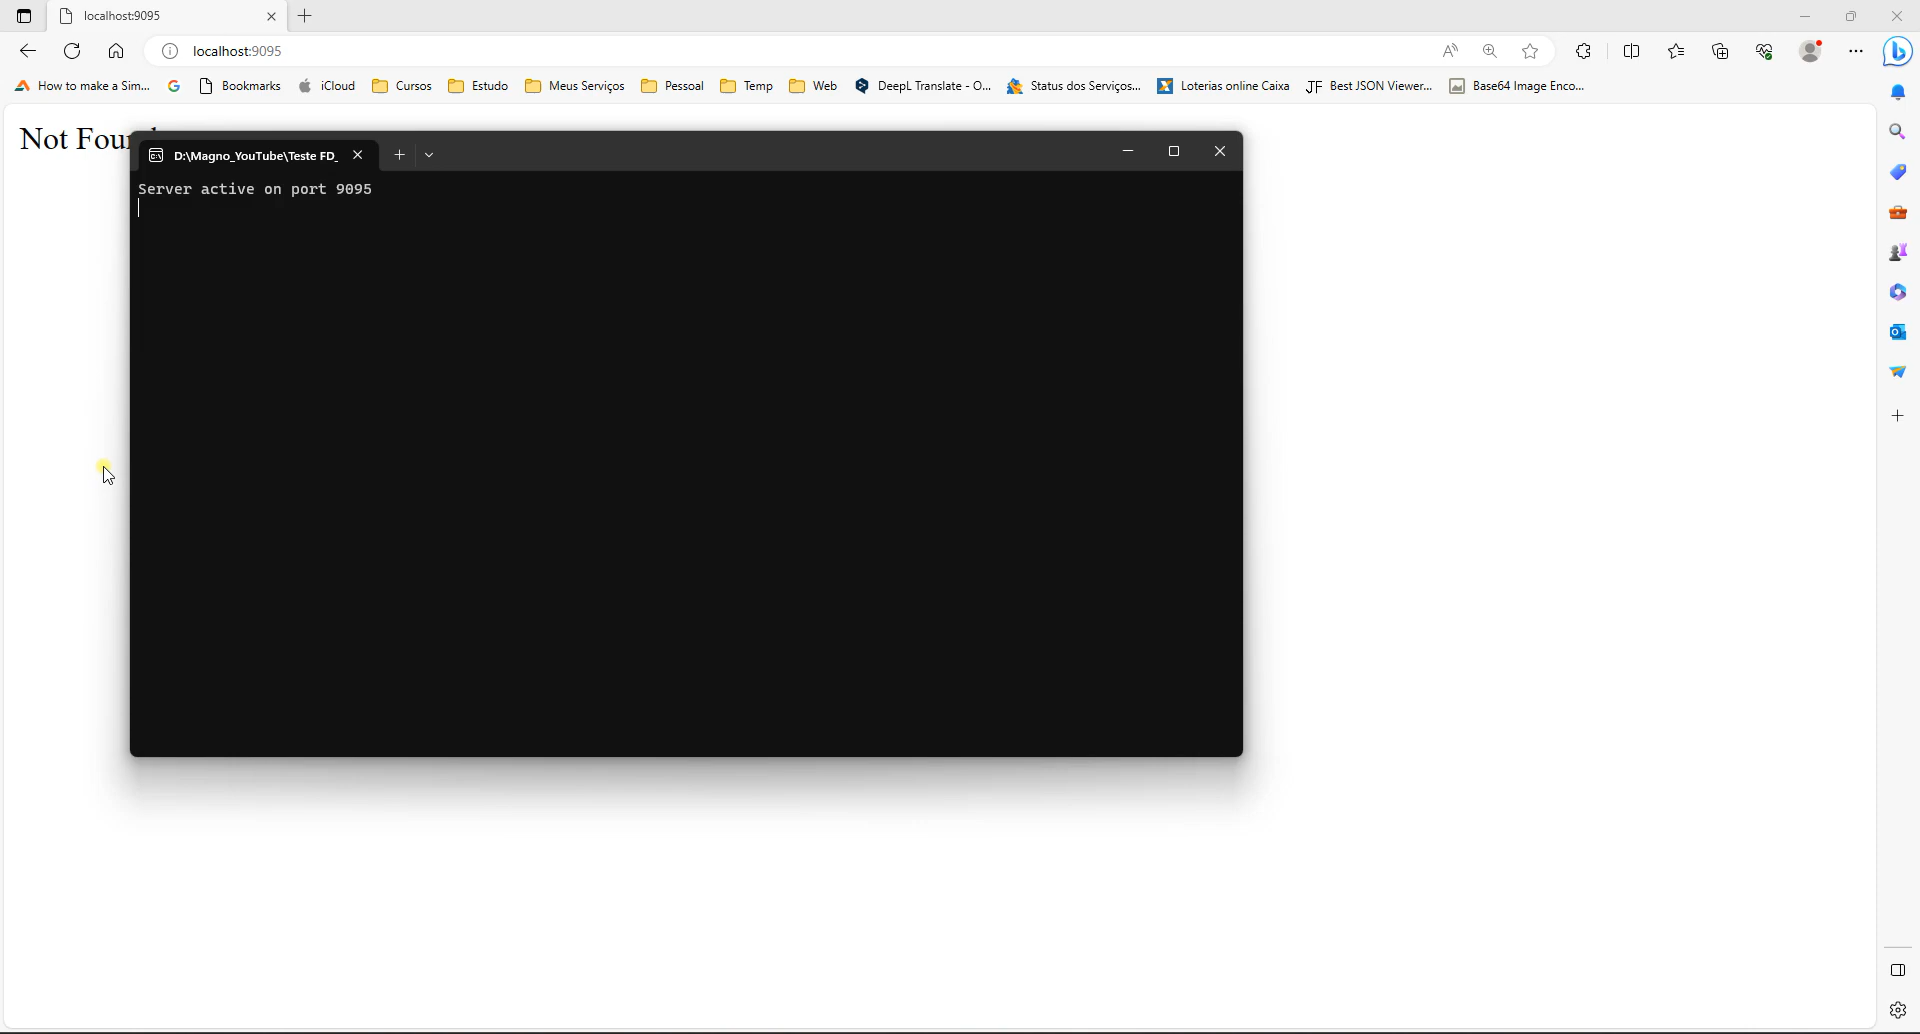 localhost:9095
localhost:9095
How to make a Sim... Bookmarks iCloud Cursos Estudo Meus Serviços Pessoal Temp Web DeepL Translate - O... Status dos Serviços... Loterias online Caixa Best JSON Viewer... Base64 Image Enco...
Not Found
D:\Magno_YouTube\Teste FD_
Server active on port 9095